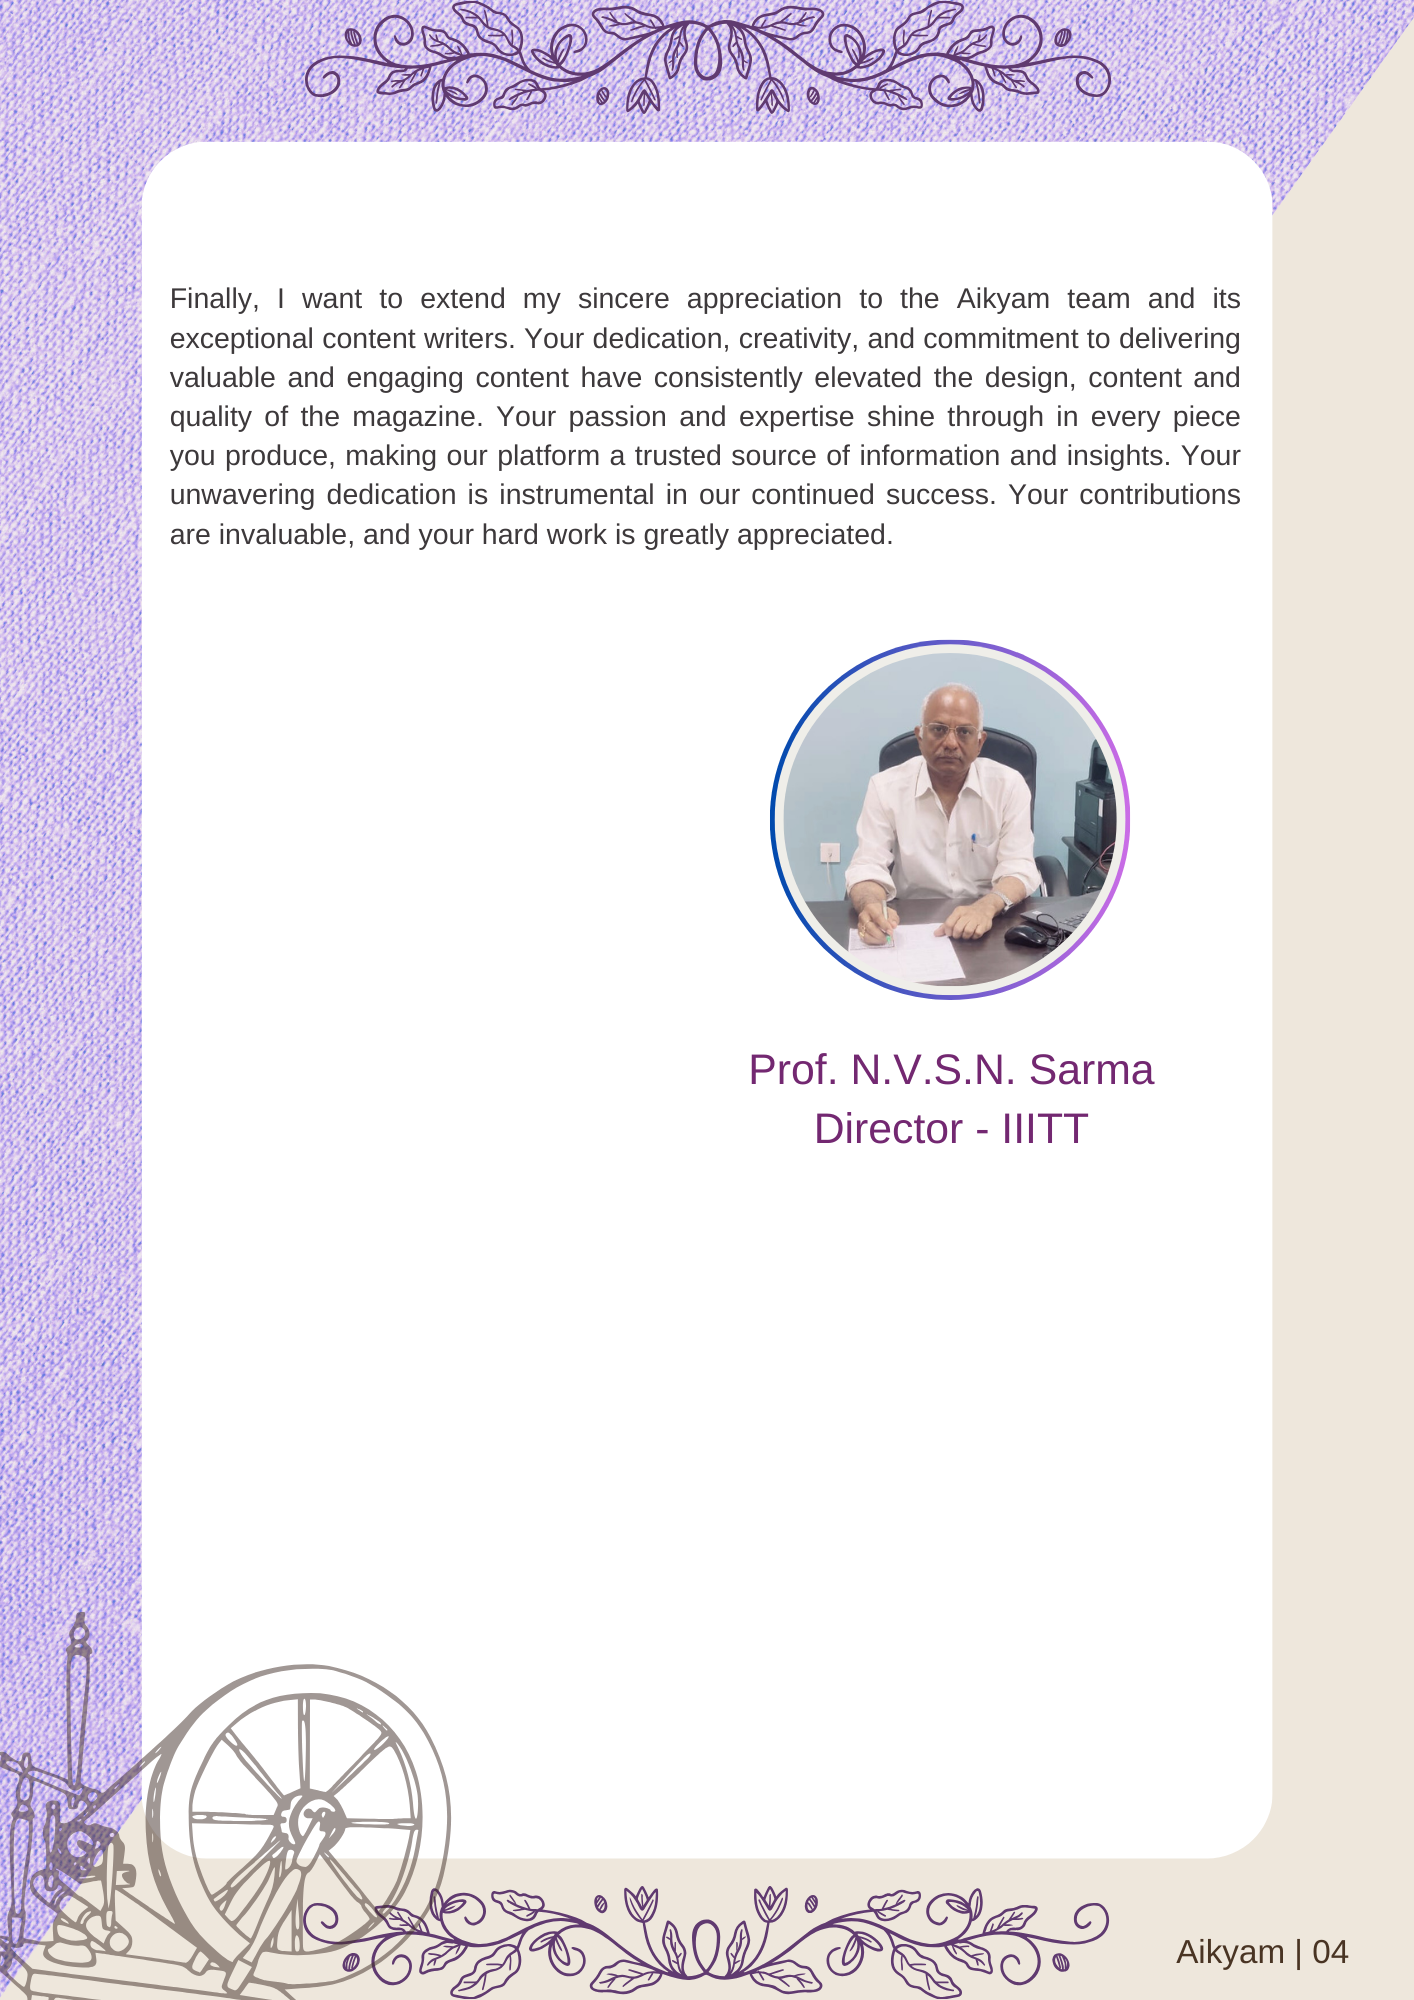 Finally, I want to extend my sincere appreciation to the Aikyam team and its
exceptional content writers. Your dedication, creativity, and commitment to delivering
valuable and engaging content have consistently elevated the design, content and
quality of the magazine. Your passion and expertise shine through in every piece
you produce, making our platform a trusted source of information and insights. Your
unwavering dedication is instrumental in our continued success. Your contributions
are invaluable, and your hard work is greatly appreciated.
Prof. N.V.S.N. Sarma
Director - IIITT
Aikyam | 04